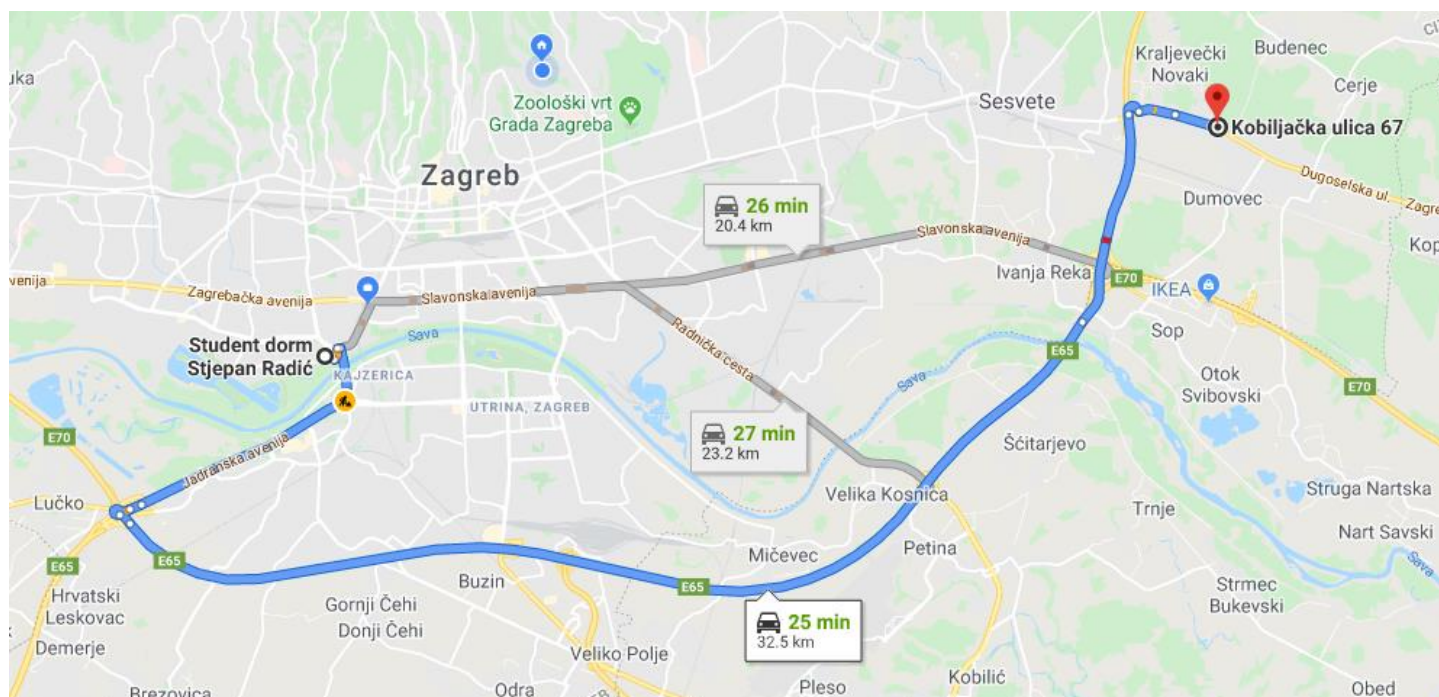 Kraljevečki
Novaki
Budenec
Cerje
Sesvete
Zoološki vrt
Grada Zagreba
Kobiljačka ulica 67
Zagreb
Dugoselska ul.
Dumovec
26 min
20.4 km
Slavonska avenija
Ivanja Reka
E70
IKEA
Zagrebačka avenija
Slavonska avenija
Sop
Student dorm
Stjepan Radić
Sava
KAJZERICA
Radnička cesta
E65
Otok
Svibovski
E70
UTRINA, ZAGREB
Sava
27 min
23.2 km
E70
Jadranska avenija
Šćitarjevo
Lučko
Velika Kosnica
Trnje
Struga Nartska
Nart Savski
Mičevec
Petina
E65
E65
E65
Buzin
Sava
Hrvatski
Leskovac
Gornji Čehi
Donji Čehi
Strmec
Bukevski
25 min
32.5 km
Demerje
Veliko Polje
Kobilić
Brezovica
Odra
Pleso
Obed